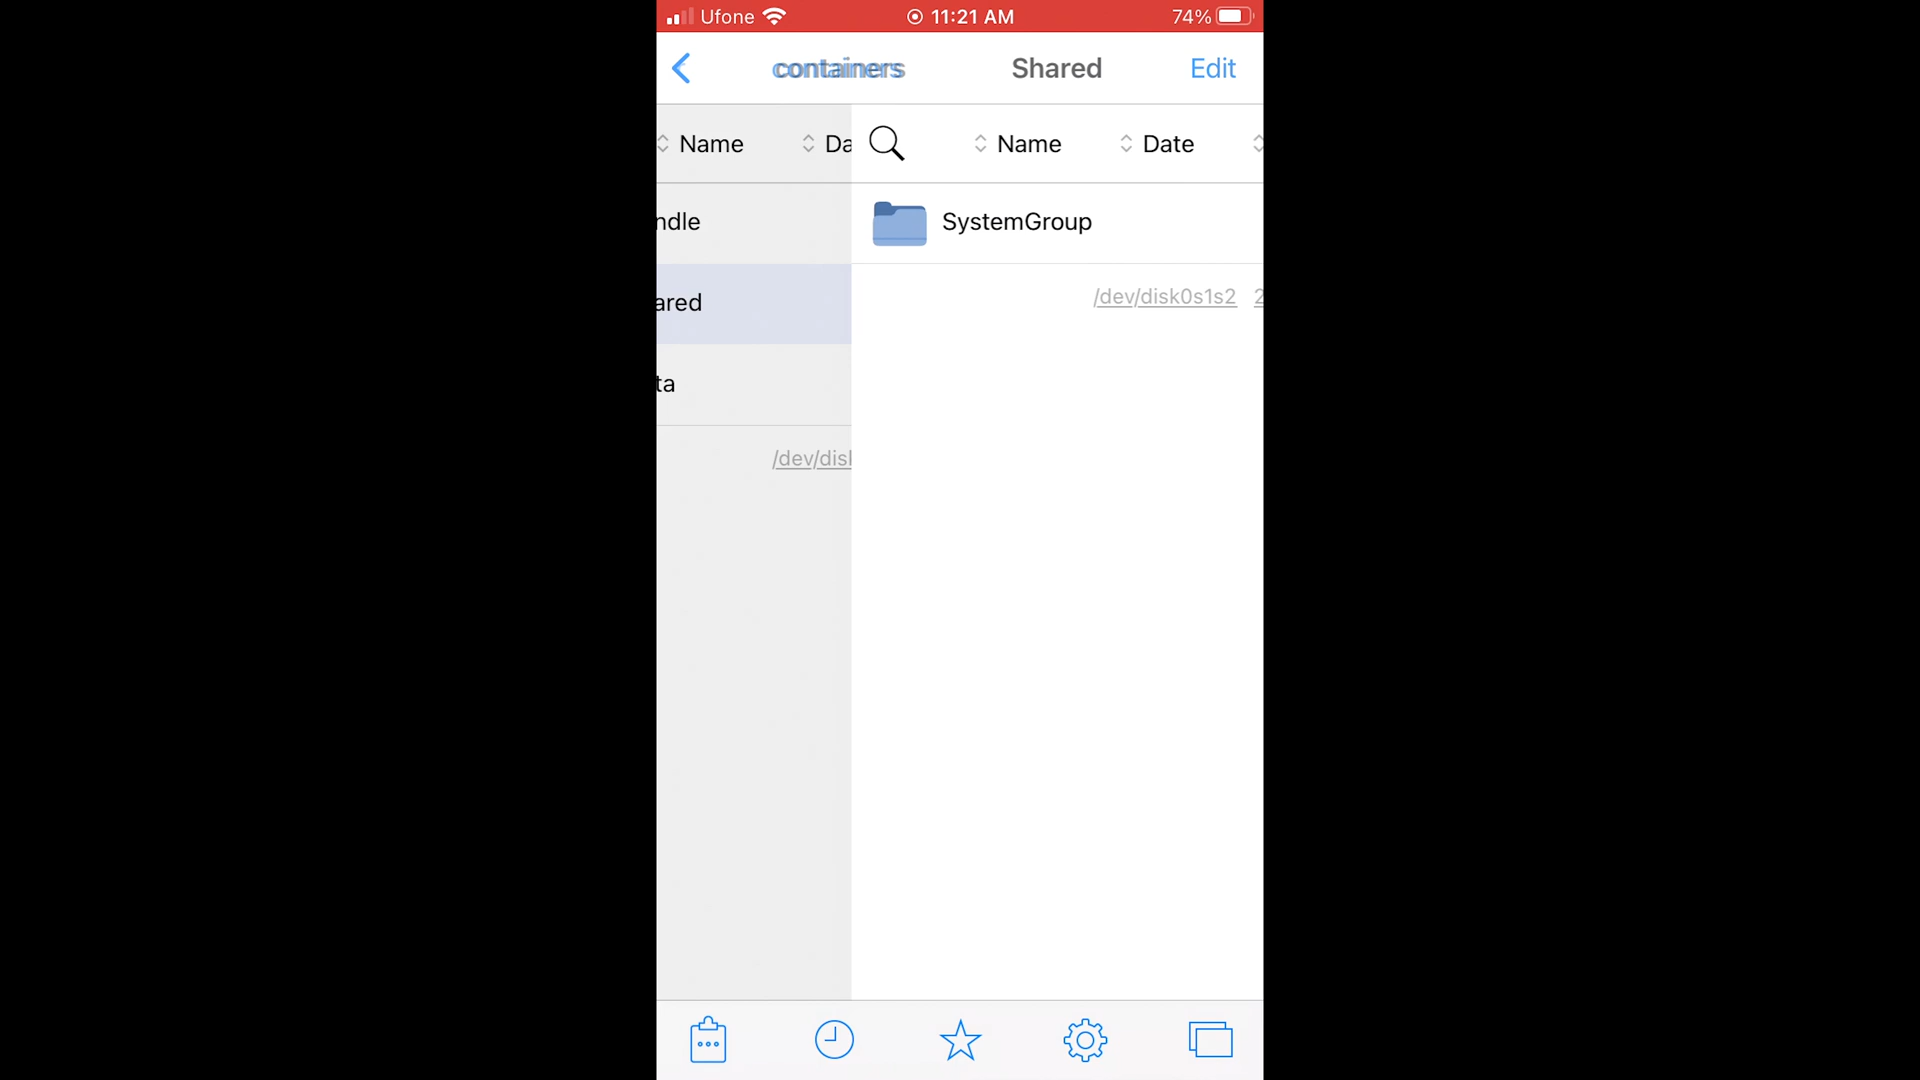 Ufone 11:21 AM 74%
containers Shared Edit
Name Da Name Date
ndle
SystemGroup
ared
/dev/disk0s1s2 2
ta
/dev/disl